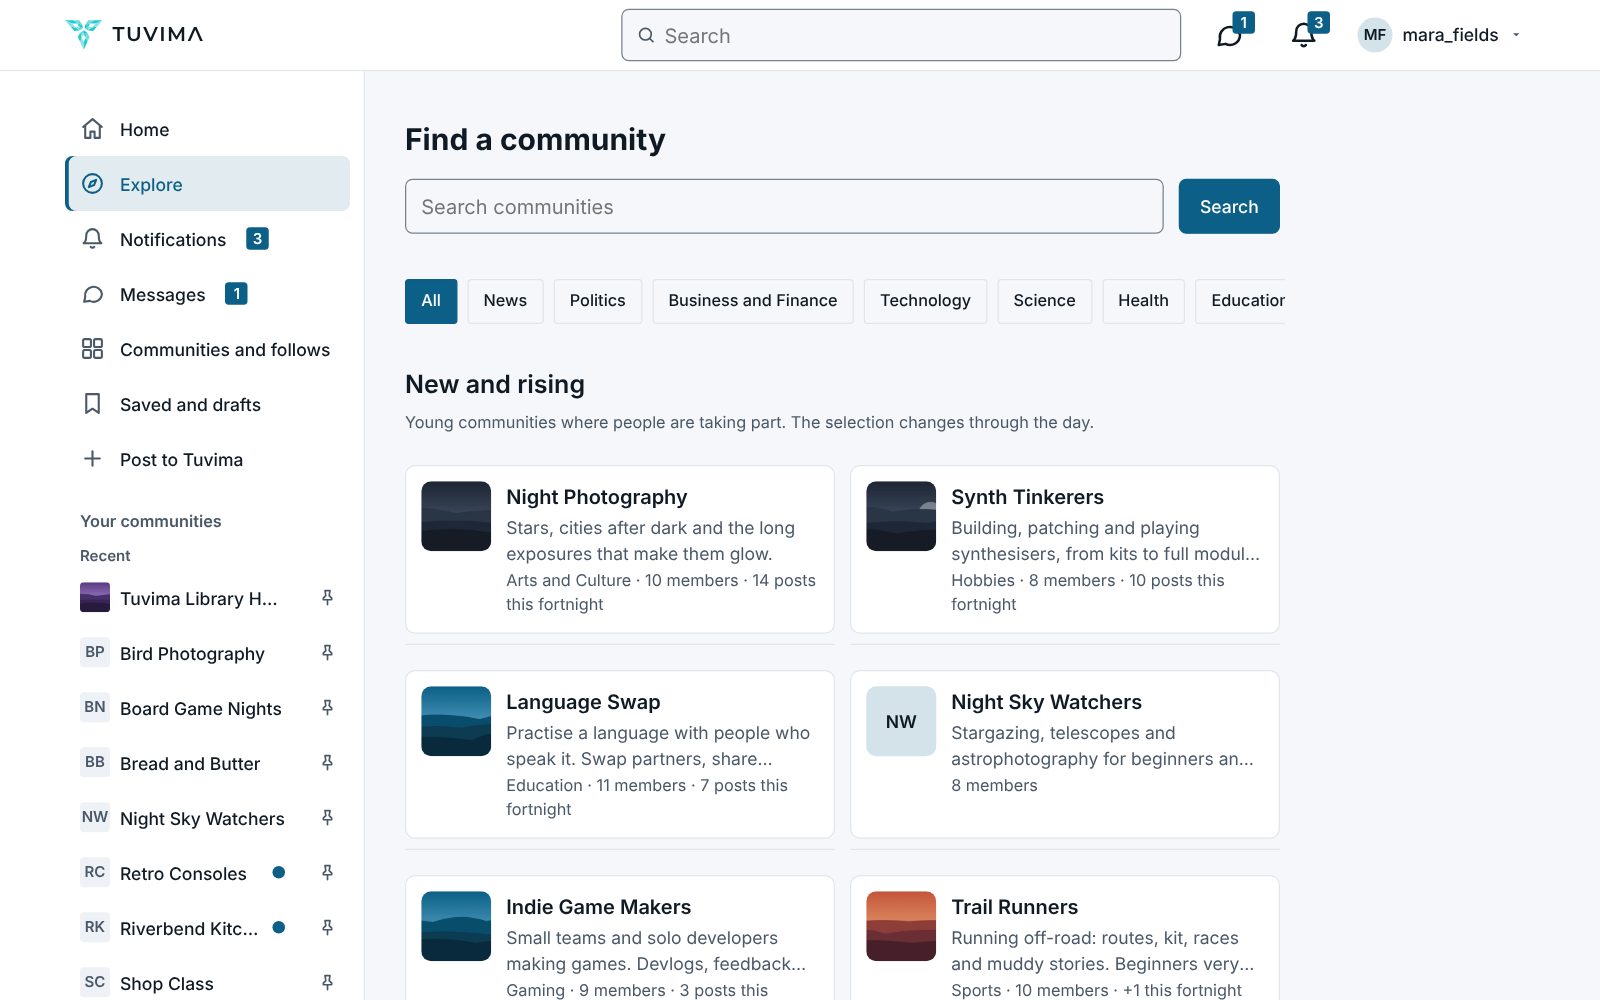 TUVIMA
Search
1
3
MF
mara_fields
Home
Explore
Notifications 3
Messages 1
Communities and follows
Saved and drafts
Post to Tuvima
Your communities
Recent
Tuvima Library H...
BP Bird Photography
BN Board Game Nights
BB Bread and Butter
NW Night Sky Watchers
RC Retro Consoles
RK Riverbend Kitc...
SC Shop Class
Find a community
Search communities
Search
All
News
Politics
Business and Finance
Technology
Science
Health
Education
New and rising
Young communities where people are taking part. The selection changes through the day.
Night Photography
Stars, cities after dark and the long
exposures that make them glow.
Arts and Culture · 10 members · 14 posts
this fortnight
Synth Tinkerers
Building, patching and playing
synthesisers, from kits to full modul...
Hobbies · 8 members · 10 posts this
fortnight
Language Swap
Practise a language with people who
speak it. Swap partners, share...
Education · 11 members · 7 posts this
fortnight
NW
Night Sky Watchers
Stargazing, telescopes and
astrophotography for beginners an...
8 members
Indie Game Makers
Small teams and solo developers
making games. Devlogs, feedback...
Gaming · 9 members · 3 posts this
Trail Runners
Running off-road: routes, kit, races
and muddy stories. Beginners very...
Sports · 10 members · +1 this fortnight